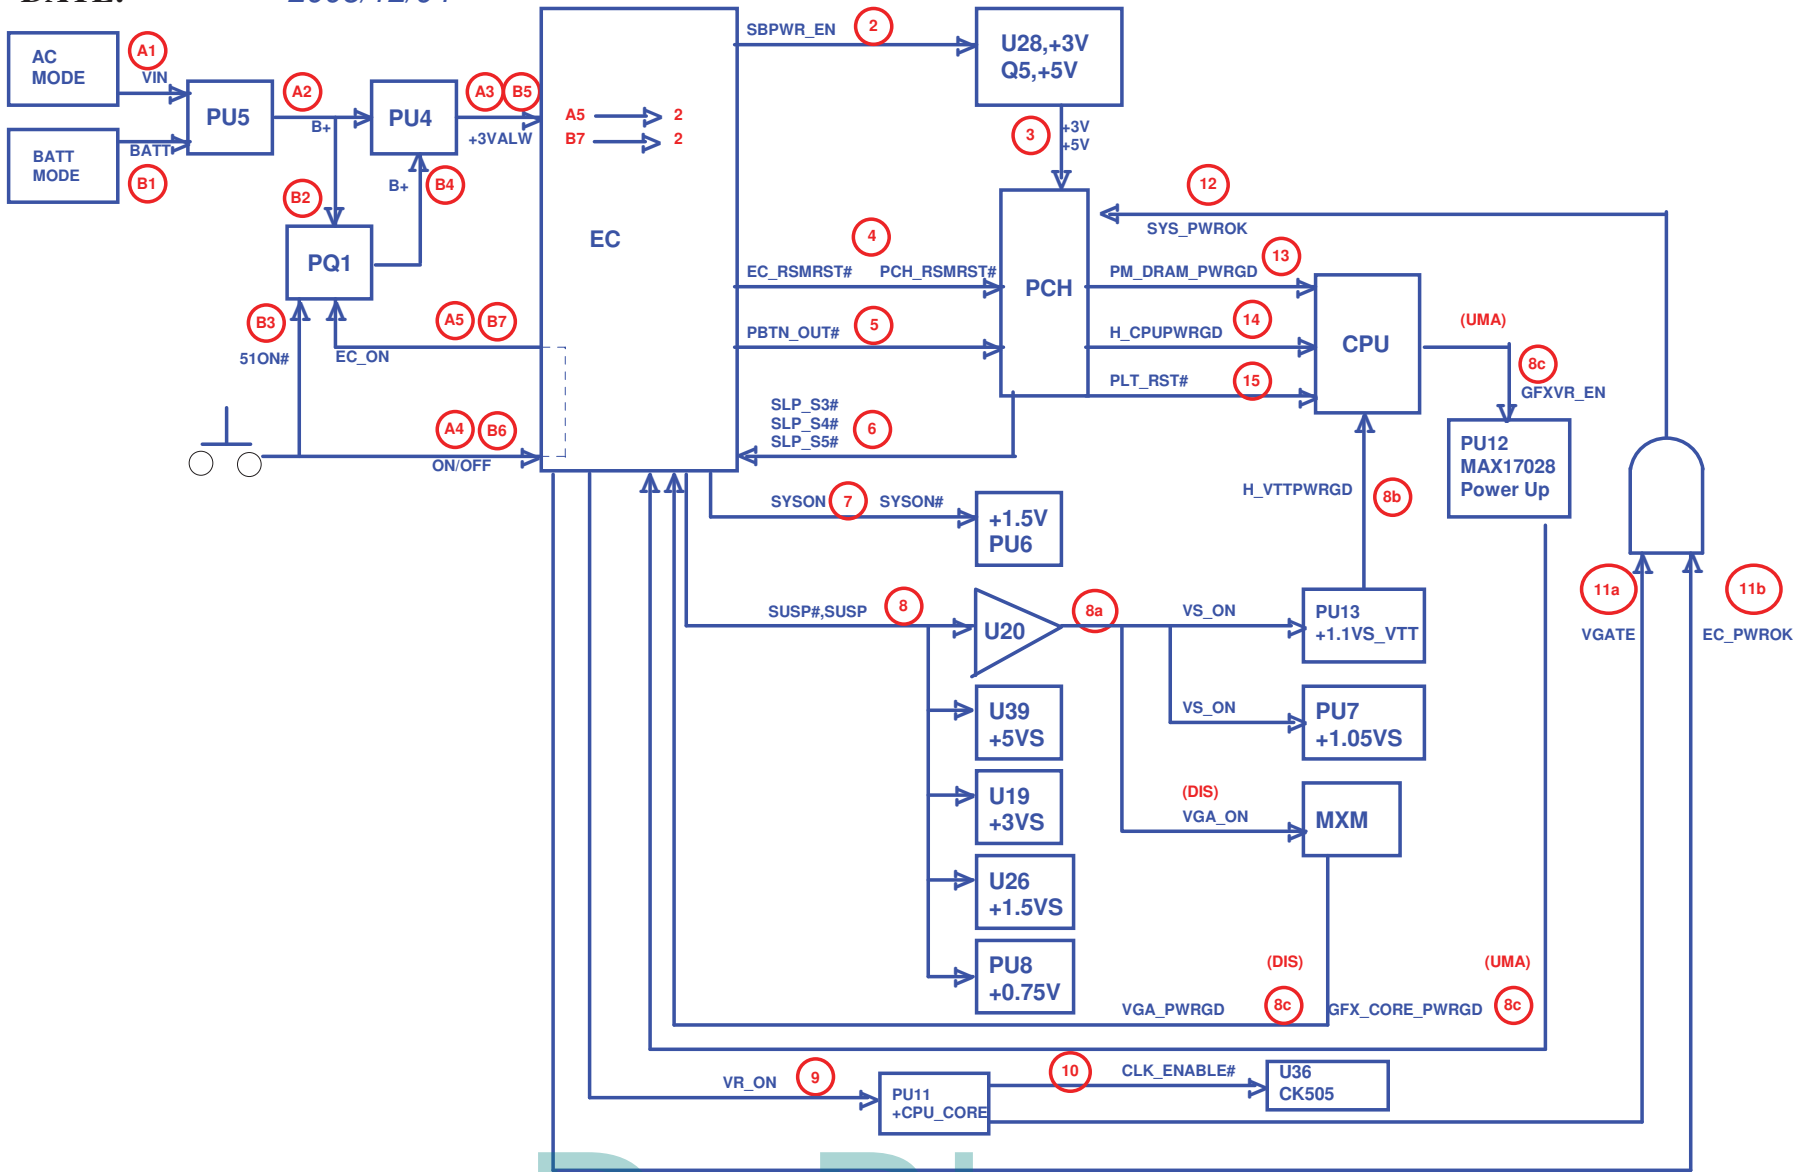 AC
MODE
A1
VIN
BATT
MODE
BATT
B1
PU5
A2
B+
PU4
A3 B5
+3VALW
B+
B4
B2
PQ1
B3
51ON#
A5 B7
EC_ON
A4 B6
ON/OFF
A5 2
B7 2
EC
SBPWR_EN
2
U28,+3V
Q5,+5V
3
+3V
+5V
4
EC_RSMRST# PCH_RSMRST#
PBTN_OUT#
5
SLP_S3#
SLP_S4#
SLP_S5#
6
PCH
12
SYS_PWROK
PM_DRAM_PWRGD
13
H_CPUPWRGD
14
PLT_RST#
15
CPU
(UMA)
8c
GFXVR_EN
PU12
MAX17028
Power Up
H_VTTPWRGD
8b
SYSON 7 SYSON#
+1.5V
PU6
SUSP#,SUSP
8
U20
8a
VS_ON
PU13
+1.1VS_VTT
11a
VGATE
11b
EC_PWROK
U39
+5VS
VS_ON
PU7
+1.05VS
U19
+3VS
(DIS)
VGA_ON
MXM
U26
+1.5VS
PU8
+0.75V
(DIS)
VGA_PWRGD
8c
(UMA)
GFX_CORE_PWRGD
8c
VR_ON
9
PU11
+CPU_CORE
10
CLK_ENABLE#
U36
CK505